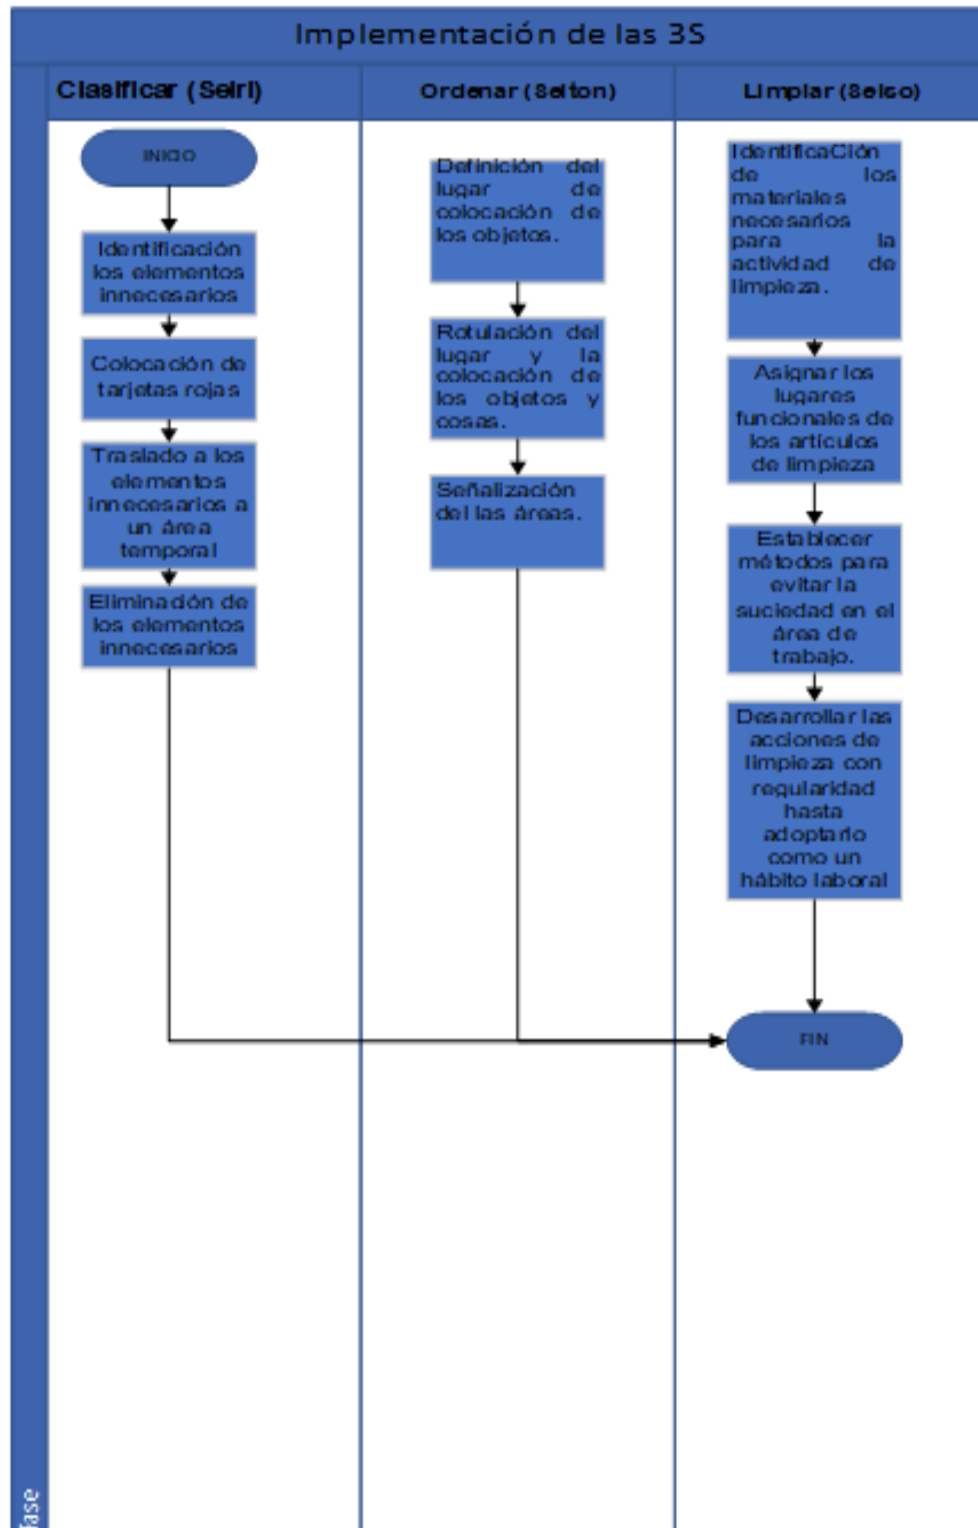 Implementación de las 3S
Clasificar (Seiri)
Ordenar (Seiton)
Limpiar (Seiso)
INICIO
Identificación
los elementos
innecesarios
Colocación de
tarjetas rojas
Traslado a los
elementos
innecesarios a
un área
temporal
Eliminación de
los elementos
innecesarios
Definición del
lugar de
colocación de
los objetos.
Rotulación del
lugar y la
colocación de
los objetos y
cosas.
Señalización
del las áreas.
IdentificaCión
de los
materiales
necesarios
para la
actividad de
limpieza.
Asignar los
lugares
funcionales de
los artículos
de limpieza
Establecer
métodos para
evitar la
suciedad en el
área de
trabajo.
Desarrollar las
acciones de
limpieza con
regularidad
hasta
adoptarlo
como un
hábito laboral
FIN
fase